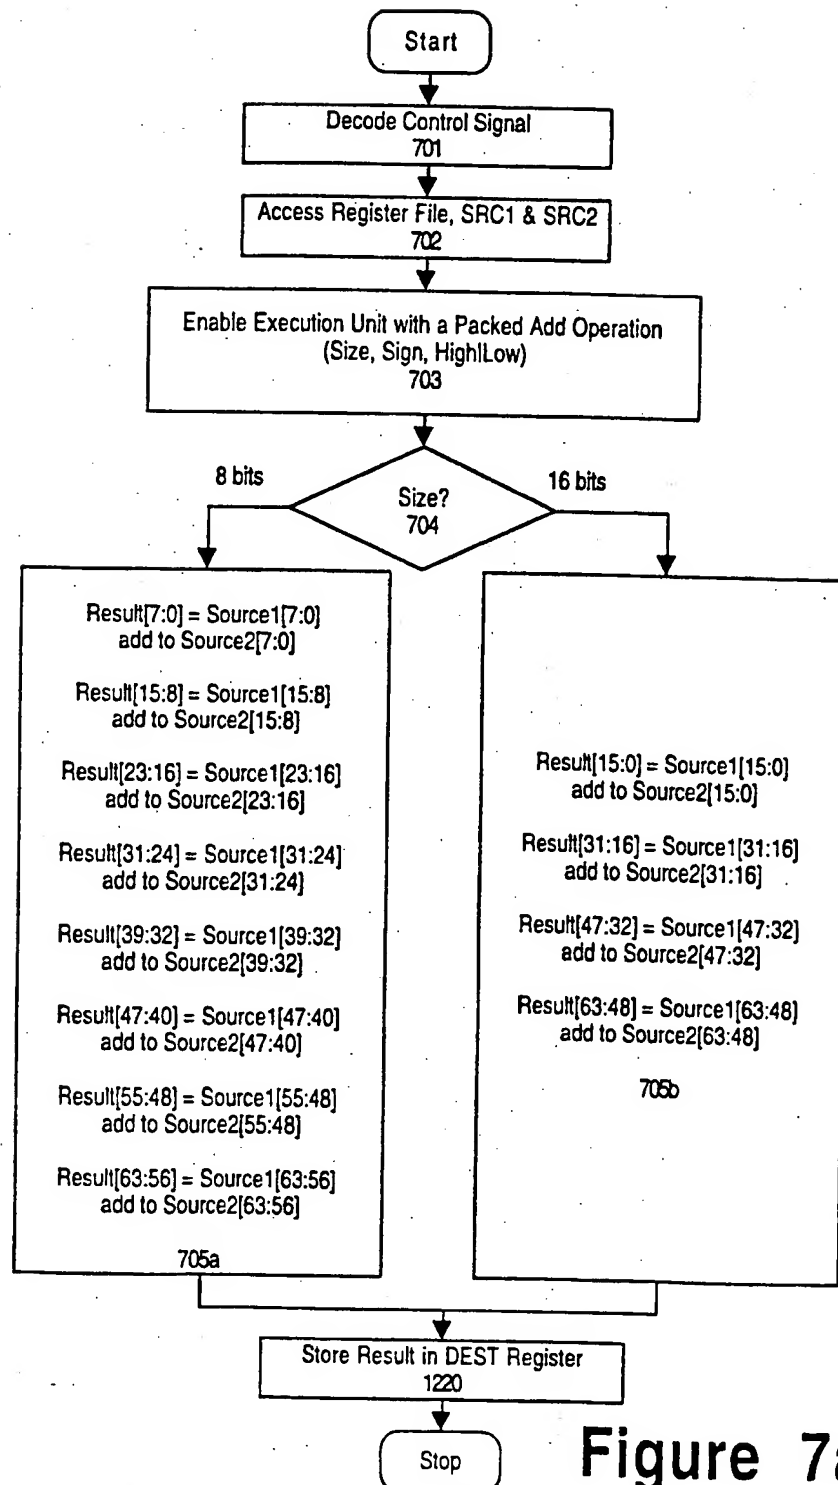 Start
Decode Control Signal
701
Access Register File, SRC1 & SRC2
702
Enable Execution Unit with a Packed Add Operation
(Size, Sign, High|Low)
703
8 bits
Size?
704
16 bits
Result[7:0] = Source1[7:0]
add to Source2[7:0]
Result[15:8] = Source1[15:8]
add to Source2[15:8]
Result[23:16] = Source1[23:16]
add to Source2[23:16]
Result[31:24] = Source1[31:24]
add to Source2[31:24]
Result[39:32] = Source1[39:32]
add to Source2[39:32]
Result[47:40] = Source1[47:40]
add to Source2[47:40]
Result[55:48] = Source1[55:48]
add to Source2[55:48]
Result[63:56] = Source1[63:56]
add to Source2[63:56]
705a
Result[15:0] = Source1[15:0]
add to Source2[15:0]
Result[31:16] = Source1[31:16]
add to Source2[31:16]
Result[47:32] = Source1[47:32]
add to Source2[47:32]
Result[63:48] = Source1[63:48]
add to Source2[63:48]
705b
Store Result in DEST Register
1220
Stop
Figure 7a